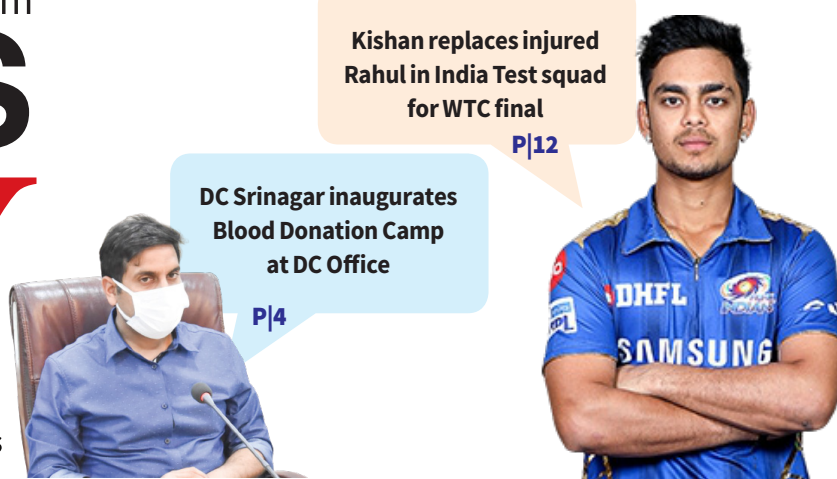 Kishan replaces injured
Rahul in India Test squad
for WTC final
P|12
DC Srinagar inaugurates
Blood Donation Camp
at DC Office
P|4
DHFL
INDIANS
SAMSUNG
S